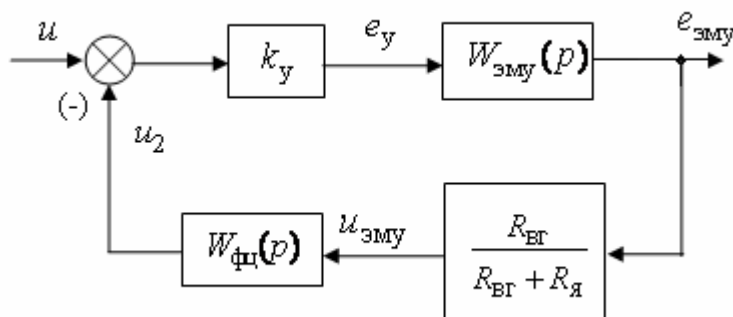 u
k_у
e_у
W_эму(p)
e_эму
(-)
u_2
W_фц(p)
u_эму
R_вг
R_вг + R_я